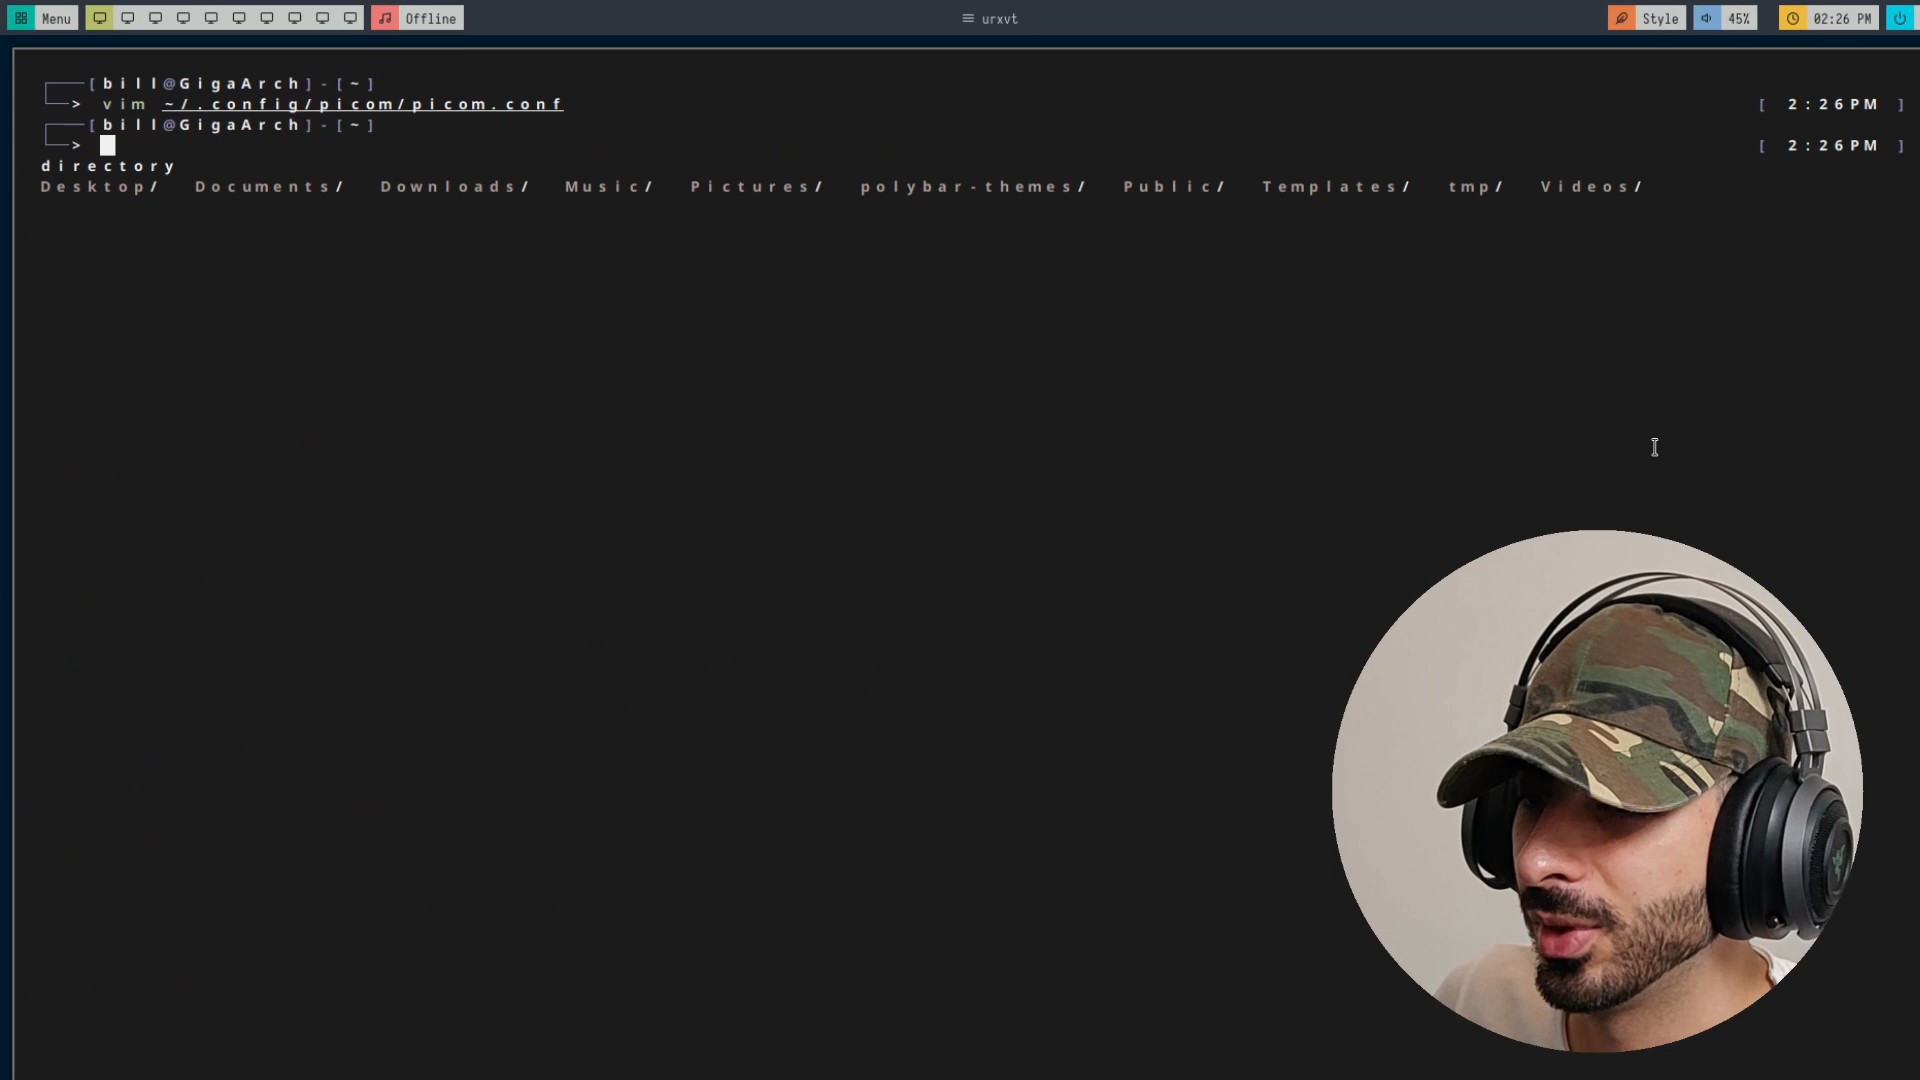 Menu Offline urxvt Style 45% 02:26 PM
[bill@GigaArch]-[~]
> vim ~/.config/picom/picom.conf [ 2:26PM ]
[bill@GigaArch]-[~]
> [ 2:26PM ]
directory
Desktop/ Documents/ Downloads/ Music/ Pictures/ polybar-themes/ Public/ Templates/ tmp/ Videos/